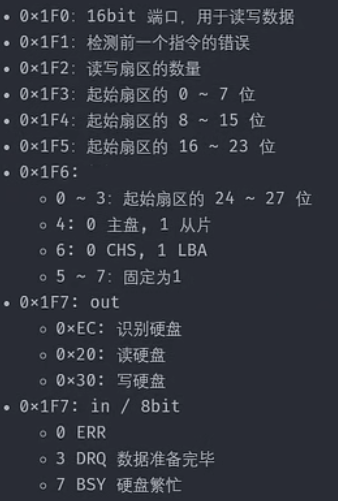 • 0×1F0: 16bit 端口，用于读写数据
• 0×1F1: 检测前一个指令的错误
• 0×1F2: 读写扇区的数量
• 0×1F3: 起始扇区的 0 ~ 7 位
• 0×1F4: 起始扇区的 8 ~ 15 位
• 0×1F5: 起始扇区的 16 ~ 23 位
• 0×1F6:
○ 0 ~ 3: 起始扇区的 24 ~ 27 位
○ 4: 0 主盘, 1 从片
○ 6: 0 CHS, 1 LBA
○ 5 ~ 7: 固定为1
• 0×1F7: out
○ 0×EC: 识别硬盘
○ 0×20: 读硬盘
○ 0×30: 写硬盘
• 0×1F7: in / 8bit
○ 0 ERR
○ 3 DRQ 数据准备完毕
○ 7 BSY 硬盘繁忙